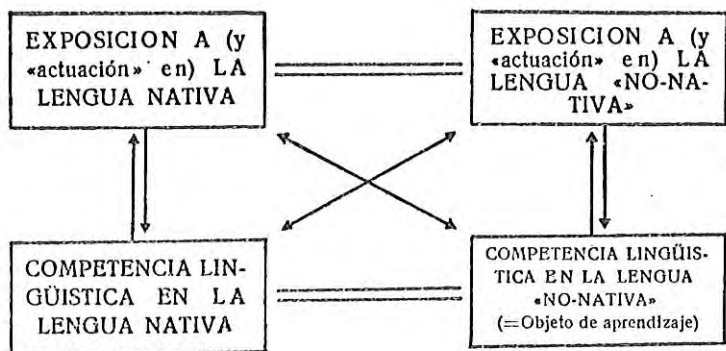 EXPOSICION A (y
«actuación» en) LA
LENGUA NATIVA
EXPOSICION A (y
«actuación» en) LA
LENGUA «NO-NA-
TIVA»
COMPETENCIA LIN-
GÜISTICA EN LA
LENGUA NATIVA
COMPETENCIA LINGÜIS-
TICA EN LA LENGUA
«NO-NATIVA»
(=Objeto de aprendizaje)